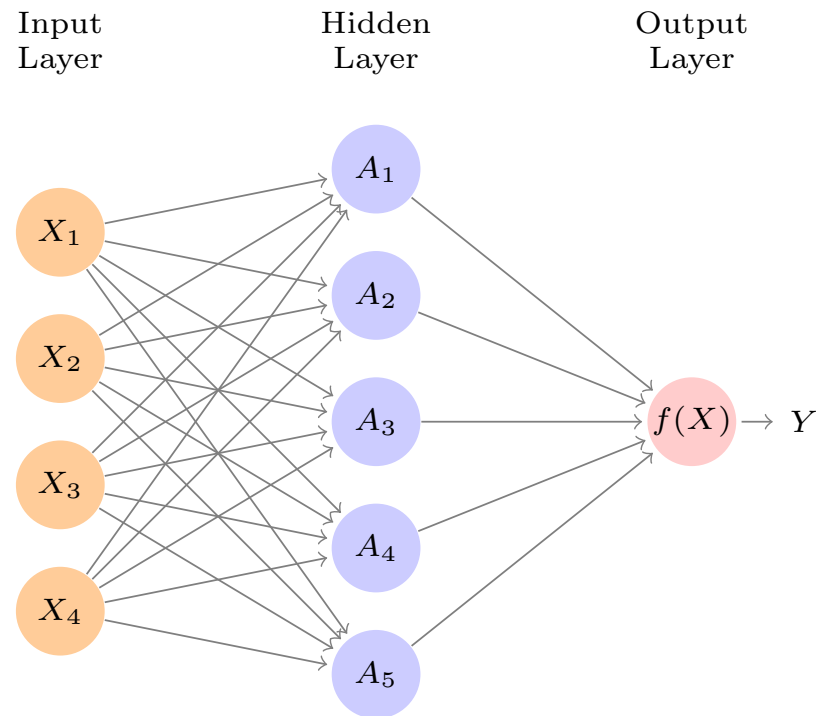 Input
Layer
Hidden
Layer
Output
Layer
X₁
X₂
X₃
X₄
A₁
A₂
A₃
A₄
A₅
f(X)
Y